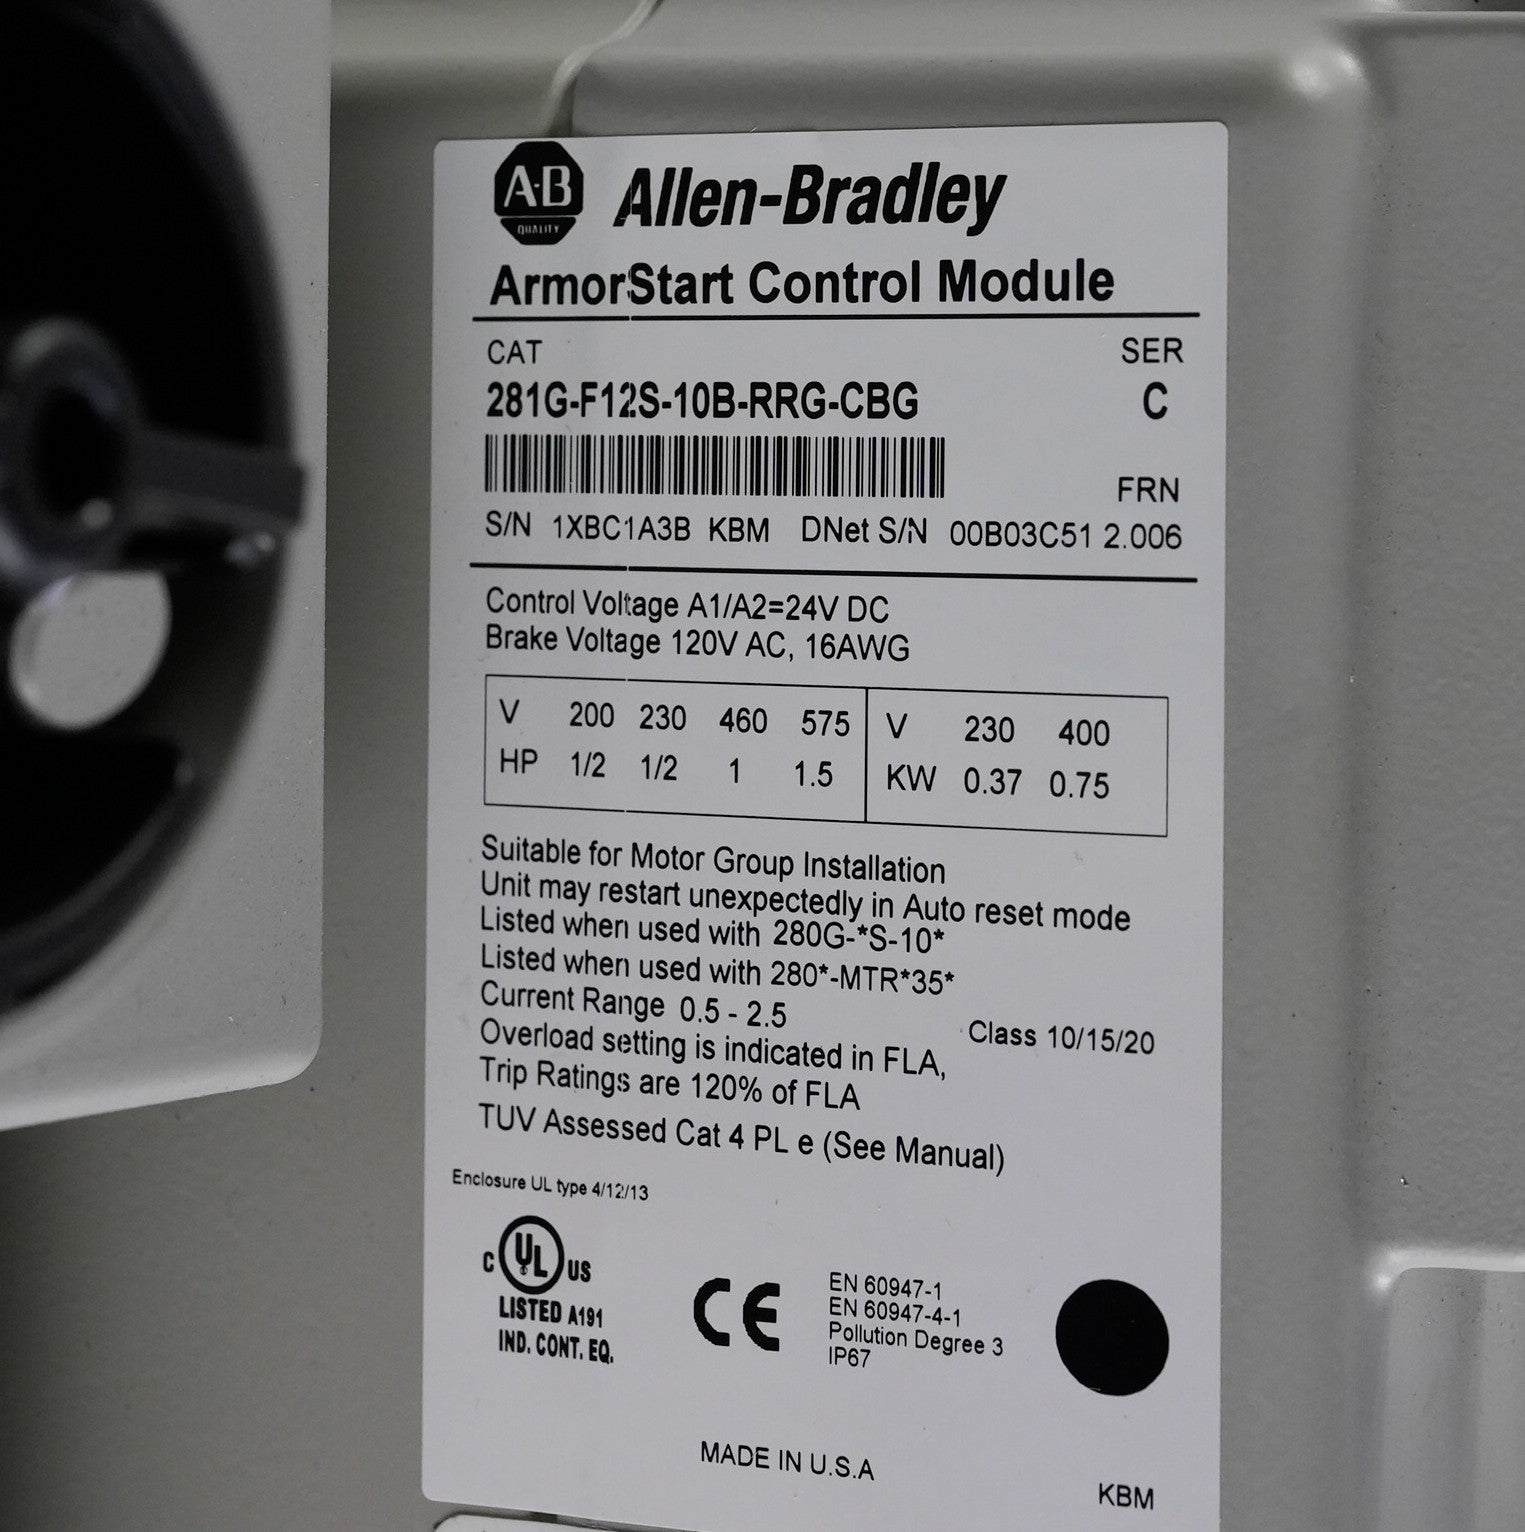 A-B
QUALITY
Allen-Bradley
ArmorStart Control Module
CAT SER
281G-F12S-10B-RRG-CBG C
FRN
S/N 1XBC1A3B KBM DNet S/N 00B03C51 2.006
Control Voltage A1/A2=24V DC
Brake Voltage 120V AC, 16AWG
V 200 230 460 575 V 230 400
HP 1/2 1/2 1 1.5 KW 0.37 0.75
Suitable for Motor Group Installation
Unit may restart unexpectedly in Auto reset mode
Listed when used with 280G-*S-10*
Listed when used with 280*-MTR*35*
Current Range 0.5 - 2.5 Class 10/15/20
Overload setting is indicated in FLA,
Trip Ratings are 120% of FLA
TUV Assessed Cat 4 PL e (See Manual)
Enclosure UL type 4/12/13
C UL US
LISTED A191
IND. CONT. EQ.
CE
EN 60947-1
EN 60947-4-1
Pollution Degree 3
IP67
MADE IN U.S.A
KBM